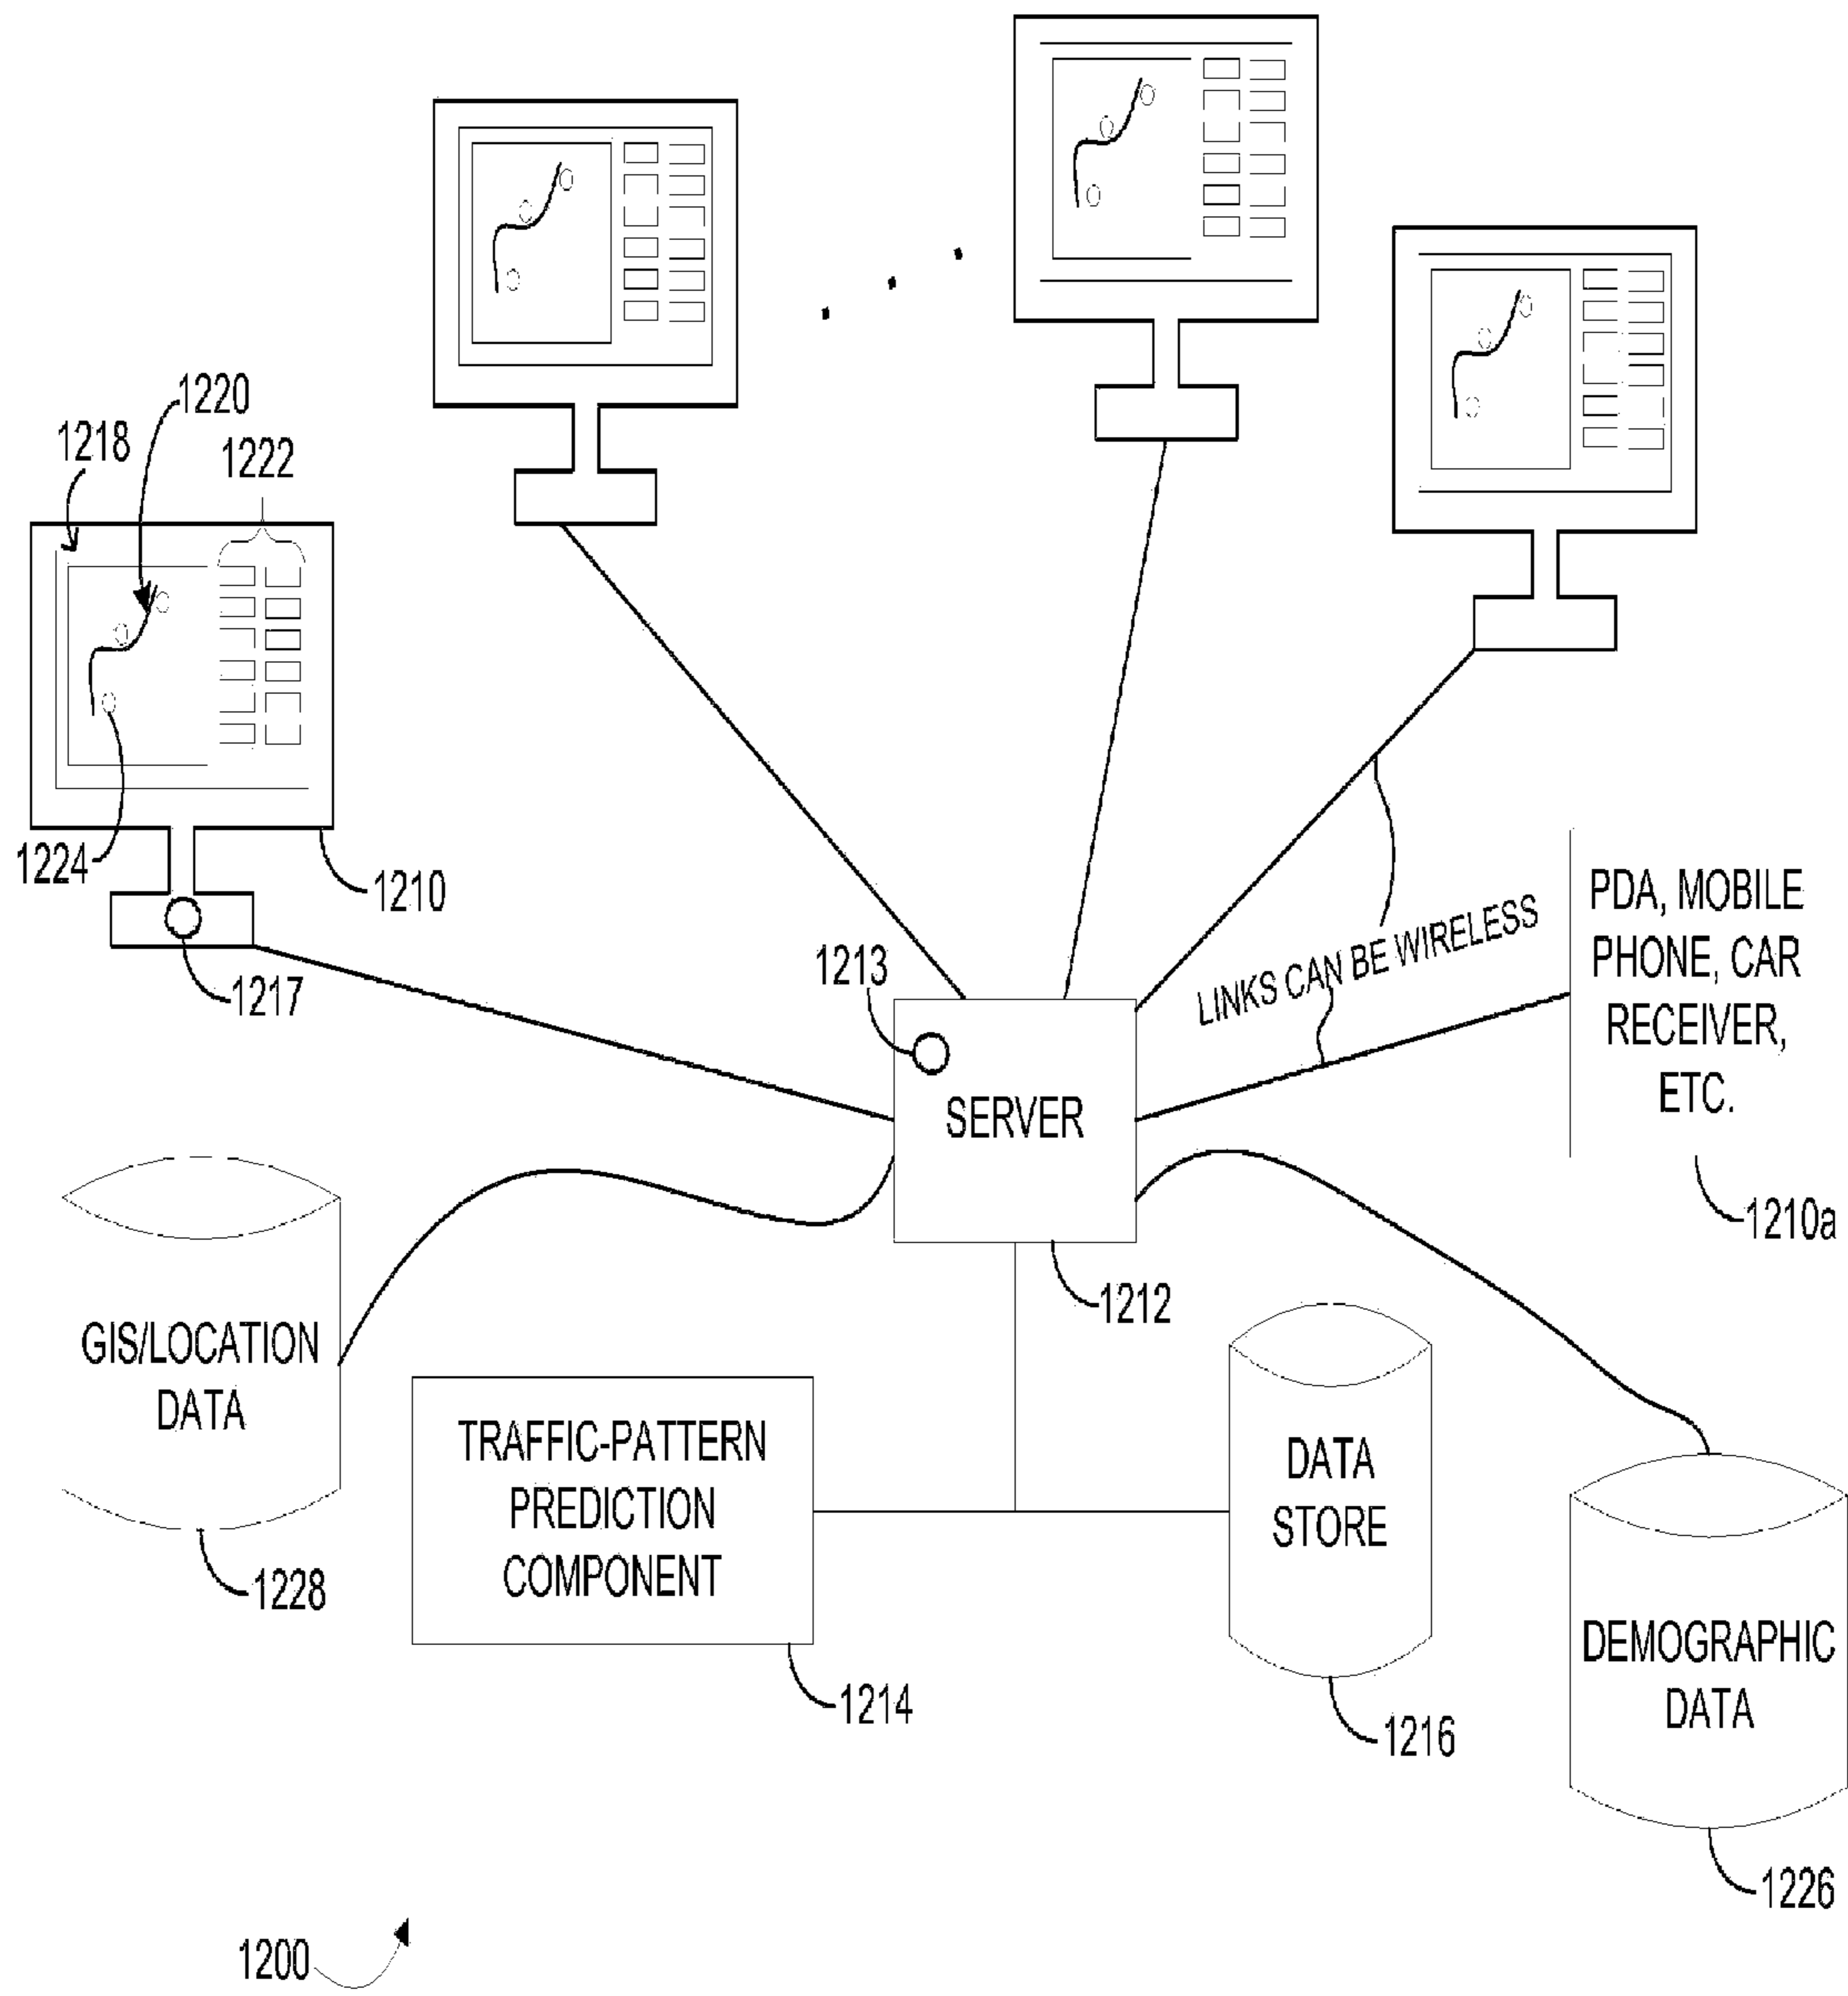 1220
1218
1222
1224
1210
1217
1213
LINKS CAN BE WIRELESS
PDA, MOBILE
PHONE, CAR
RECEIVER,
ETC.
SERVER
1210a
1212
GIS/LOCATION
DATA
TRAFFIC-PATTERN
PREDICTION
COMPONENT
DATA
STORE
1228
DEMOGRAPHIC
DATA
1214
1216
1226
1200